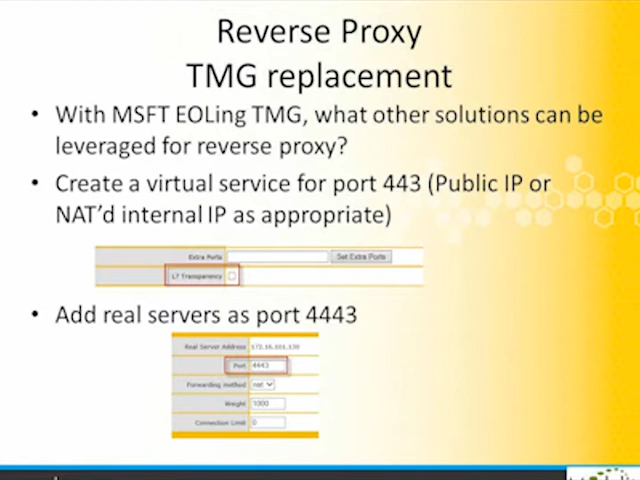 Reverse Proxy
TMG replacement
• With MSFT EOLing TMG, what other solutions can be
leveraged for reverse proxy?
• Create a virtual service for port 443 (Public IP or
NAT'd internal IP as appropriate)
Extra Ports Set Extra Ports
L7 Transparency
• Add real servers as port 4443
Real Server Address 172.16.101.130
Port 4443
Forwarding method nat
Weight 1000
Connection Limit 0